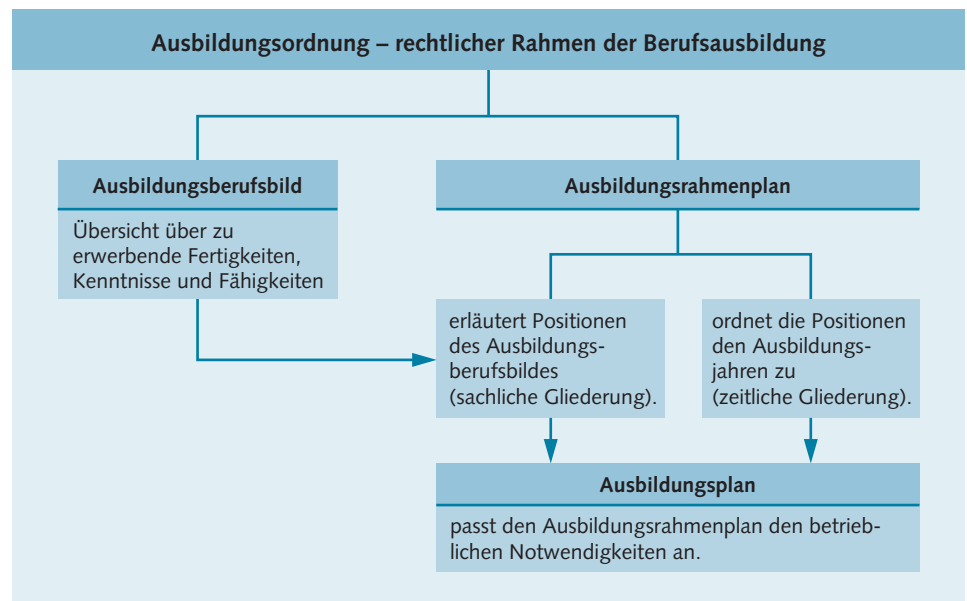 Ausbildungsordnung – rechtlicher Rahmen der Berufsausbildung
Ausbildungsberufsbild
Übersicht über zu
erwerbende Fertigkeiten,
Kenntnisse und Fähigkeiten
Ausbildungsrahmenplan
erläutert Positionen
des Ausbildungs-
berufsbildes
(sachliche Gliederung).
ordnet die Positionen
den Ausbildungs-
jahren zu
(zeitliche Gliederung).
Ausbildungsplan
passt den Ausbildungsrahmenplan den betrieb-
lichen Notwendigkeiten an.